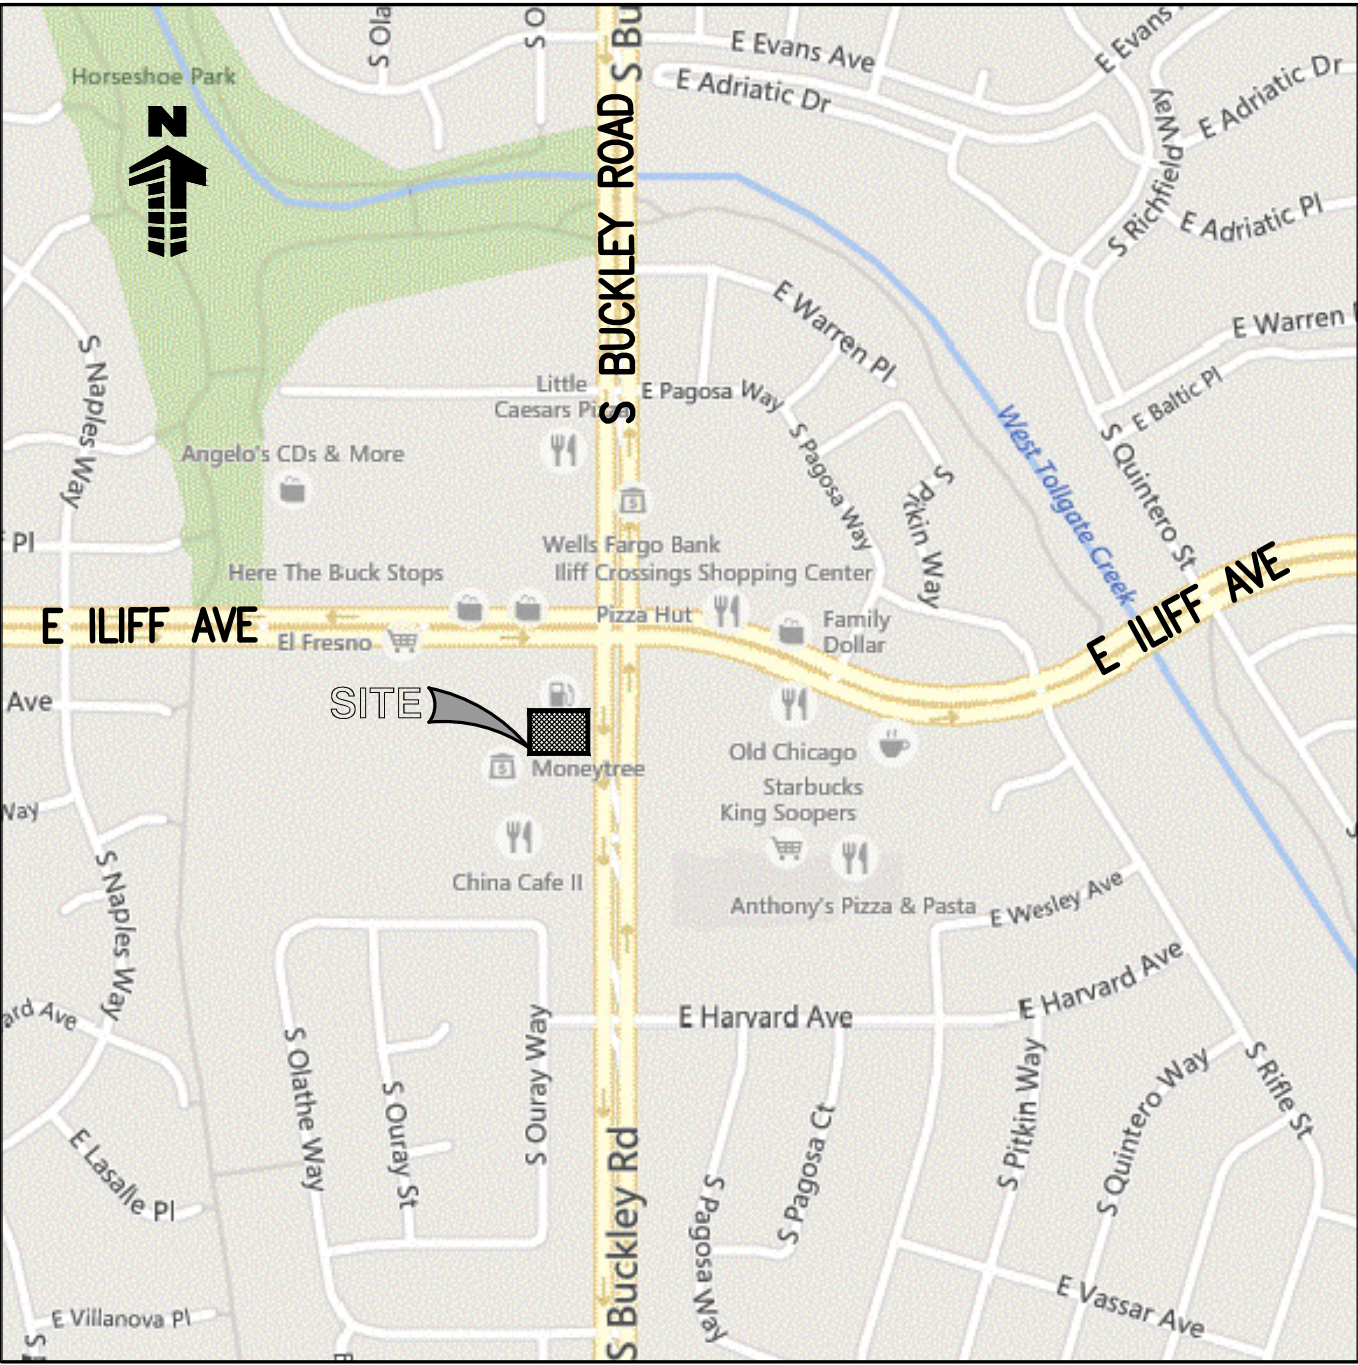 S Ola
S O
S Bu
E Evans Ave
E Evans
E Adriatic Dr
E Adriatic Dr
Horseshoe Park
N
S BUCKLEY ROAD
S Richfield Way
E Adriatic Pl
E Warren Pl
E Warren
S Naples Way
Little
Caesars Pizza
E Pagosa Way
E Baltic Pl
Angelo's CDs & More
S Pagosa Way
S Pitkin Way
West Tollgate Creek
S Quintero St
Pl
Wells Fargo Bank
Here The Buck Stops
Iliff Crossings Shopping Center
E ILIFF AVE
El Fresno
Pizza Hut
Family
Dollar
E ILIFF AVE
Ave
SITE
Moneytree
Old Chicago
Starbucks
King Soopers
Way
China Cafe II
Anthony's Pizza & Pasta
E Wesley Ave
S Naples Way
ard Ave
E Harvard Ave
E Harvard Ave
S Olathe Way
S Ouray St
S Ouray Way
S Buckley Rd
S Pagosa Way
S Pagosa Ct
S Pitkin Way
S Quintero Way
S Rifle St
E Lasalle Pl
E Villanova Pl
E Vassar Ave
S
S